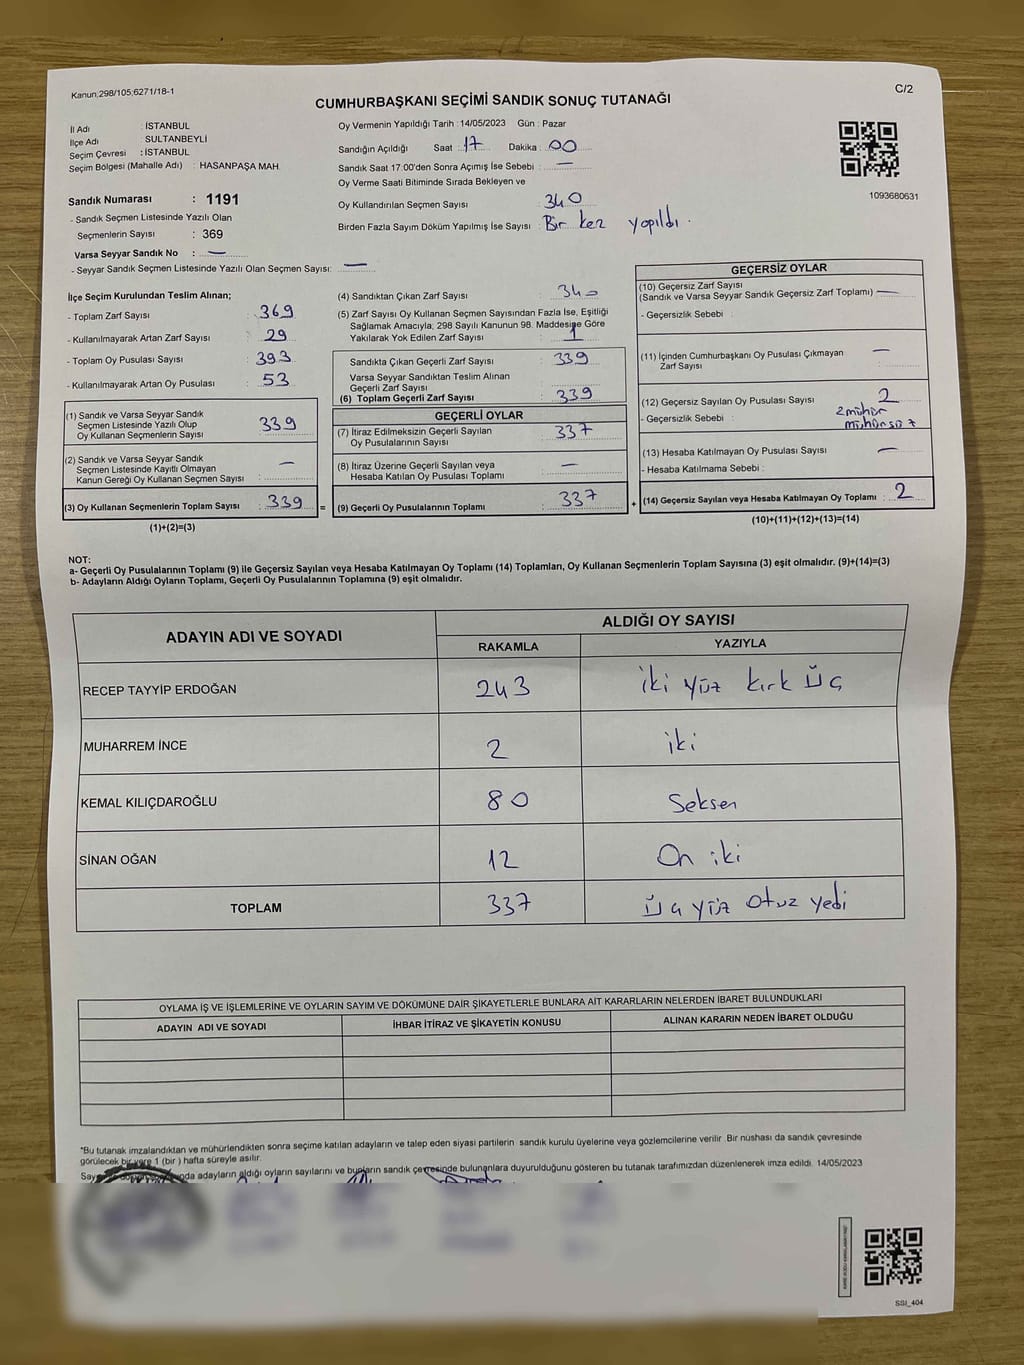 Kanun;298/105;6271/18-1
C/2
CUMHURBAŞKANI SEÇİMİ SANDIK SONUÇ TUTANAĞI
İl Adı : İSTANBUL
İlçe Adı : SULTANBEYLİ
Seçim Çevresi : İSTANBUL
Seçim Bölgesi (Mahalle Adı) : HASANPAŞA MAH.
Sandık Numarası : 1191
- Sandık Seçmen Listesinde Yazılı Olan
Seçmenlerin Sayısı : 369
Varsa Seyyar Sandık No : —
- Seyyar Sandık Seçmen Listesinde Yazılı Olan Seçmen Sayısı: —
Oy Vermenin Yapıldığı Tarih :14/05/2023 Gün : Pazar
Sandığın Açıldığı Saat : 17 Dakika : 00
Sandık Saat 17:00'den Sonra Açımış İse Sebebi : —
Oy Verme Saati Bitiminde Sırada Bekleyen ve
Oy Kullandırılan Seçmen Sayısı : 340
Birden Fazla Sayım Döküm Yapılmış İse Sayısı : Bir kez yapıldı.
1093680631
İlçe Seçim Kurulundan Teslim Alınan;
- Toplam Zarf Sayısı : 369
- Kullanılmayarak Artan Zarf Sayısı : 29
- Toplam Oy Pusulası Sayısı : 393
- Kullanılmayarak Artan Oy Pusulası : 53
(1) Sandık ve Varsa Seyyar Sandık
Seçmen Listesinde Yazılı Olup
Oy Kullanan Seçmenlerin Sayısı : 339
(2) Sandık ve Varsa Seyyar Sandık
Seçmen Listesinde Kayıtlı Olmayan
Kanun Gereği Oy Kullanan Seçmen Sayısı : —
(3) Oy Kullanan Seçmenlerin Toplam Sayısı : 339 =
(1)+(2)=(3)
(4) Sandıktan Çıkan Zarf Sayısı : 340
(5) Zarf Sayısı Oy Kullanan Seçmen Sayısından Fazla İse, Eşitliği
Sağlamak Amacıyla, 298 Sayılı Kanunun 98. Maddesine Göre
Yakılarak Yok Edilen Zarf Sayısı : 1
Sandıkta Çıkan Geçerli Zarf Sayısı : 339
Varsa Seyyar Sandıktan Teslim Alınan
Geçerli Zarf Sayısı :
(6) Toplam Geçerli Zarf Sayısı : 339
GEÇERLİ OYLAR
(7) İtiraz Edilmeksizin Geçerli Sayılan
Oy Pusulalarının Sayısı : 337
(8) İtiraz Üzerine Geçerli Sayılan veya
Hesaba Katılan Oy Pusulası Toplamı : —
(9) Geçerli Oy Pusulalarının Toplamı : 337 +
GEÇERSİZ OYLAR
(10) Geçersiz Zarf Sayısı
(Sandık ve Varsa Seyyar Sandık Geçersiz Zarf Toplamı) : —
- Geçersizlik Sebebi :
(11) İçinden Cumhurbaşkanı Oy Pusulası Çıkmayan
Zarf Sayısı : —
(12) Geçersiz Sayılan Oy Pusulası Sayısı : 2
- Geçersizlik Sebebi : 2 mühür
mühürsüz
(13) Hesaba Katılmayan Oy Pusulası Sayısı : —
- Hesaba Katılmama Sebebi :
(14) Geçersiz Sayılan veya Hesaba Katılmayan Oy Toplamı : 2
(10)+(11)+(12)+(13)=(14)
NOT:
a- Geçerli Oy Pusulalarının Toplamı (9) ile Geçersiz Sayılan veya Hesaba Katılmayan Oy Toplamı (14) Toplamları, Oy Kullanan Seçmenlerin Toplam Sayısına (3) eşit olmalıdır. (9)+(14)=(3)
b- Adayların Aldığı Oyların Toplamı, Geçerli Oy Pusulalarının Toplamına (9) eşit olmalıdır.
ADAYIN ADI VE SOYADI
ALDIĞI OY SAYISI
RAKAMLA YAZIYLA
RECEP TAYYİP ERDOĞAN 243 iki yüz kırk üç
MUHARREM İNCE 2 iki
KEMAL KILIÇDAROĞLU 80 Seksen
SİNAN OĞAN 12 On iki
TOPLAM 337 üç yüz otuz yedi
OYLAMA İŞ VE İŞLEMLERİNE VE OYLARIN SAYIM VE DÖKÜMÜNE DAİR ŞİKAYETLERLE BUNLARA AİT KARARLARIN NELERDEN İBARET BULUNDUKLARI
ADAYIN ADI VE SOYADI İHBAR İTİRAZ VE ŞİKAYETİN KONUSU ALINAN KARARIN NEDEN İBARET OLDUĞU
*Bu tutanak imzalandıktan ve mühürlendikten sonra seçime katılan adayların ve talep eden siyasi partilerin sandık kurulu üyelerine veya gözlemcilerine verilir. Bir nüshası da sandık çevresinde
görülecek bir yere 1 (bir ) hafta süreyle asılır.
adayların aldığı oyların sayılarını ve bunların sandık çevresinde bulunanlara duyurulduğunu gösteren bu tutanak tarafımızdan düzenlenerek imza edildi. 14/05/2023
SSI_404